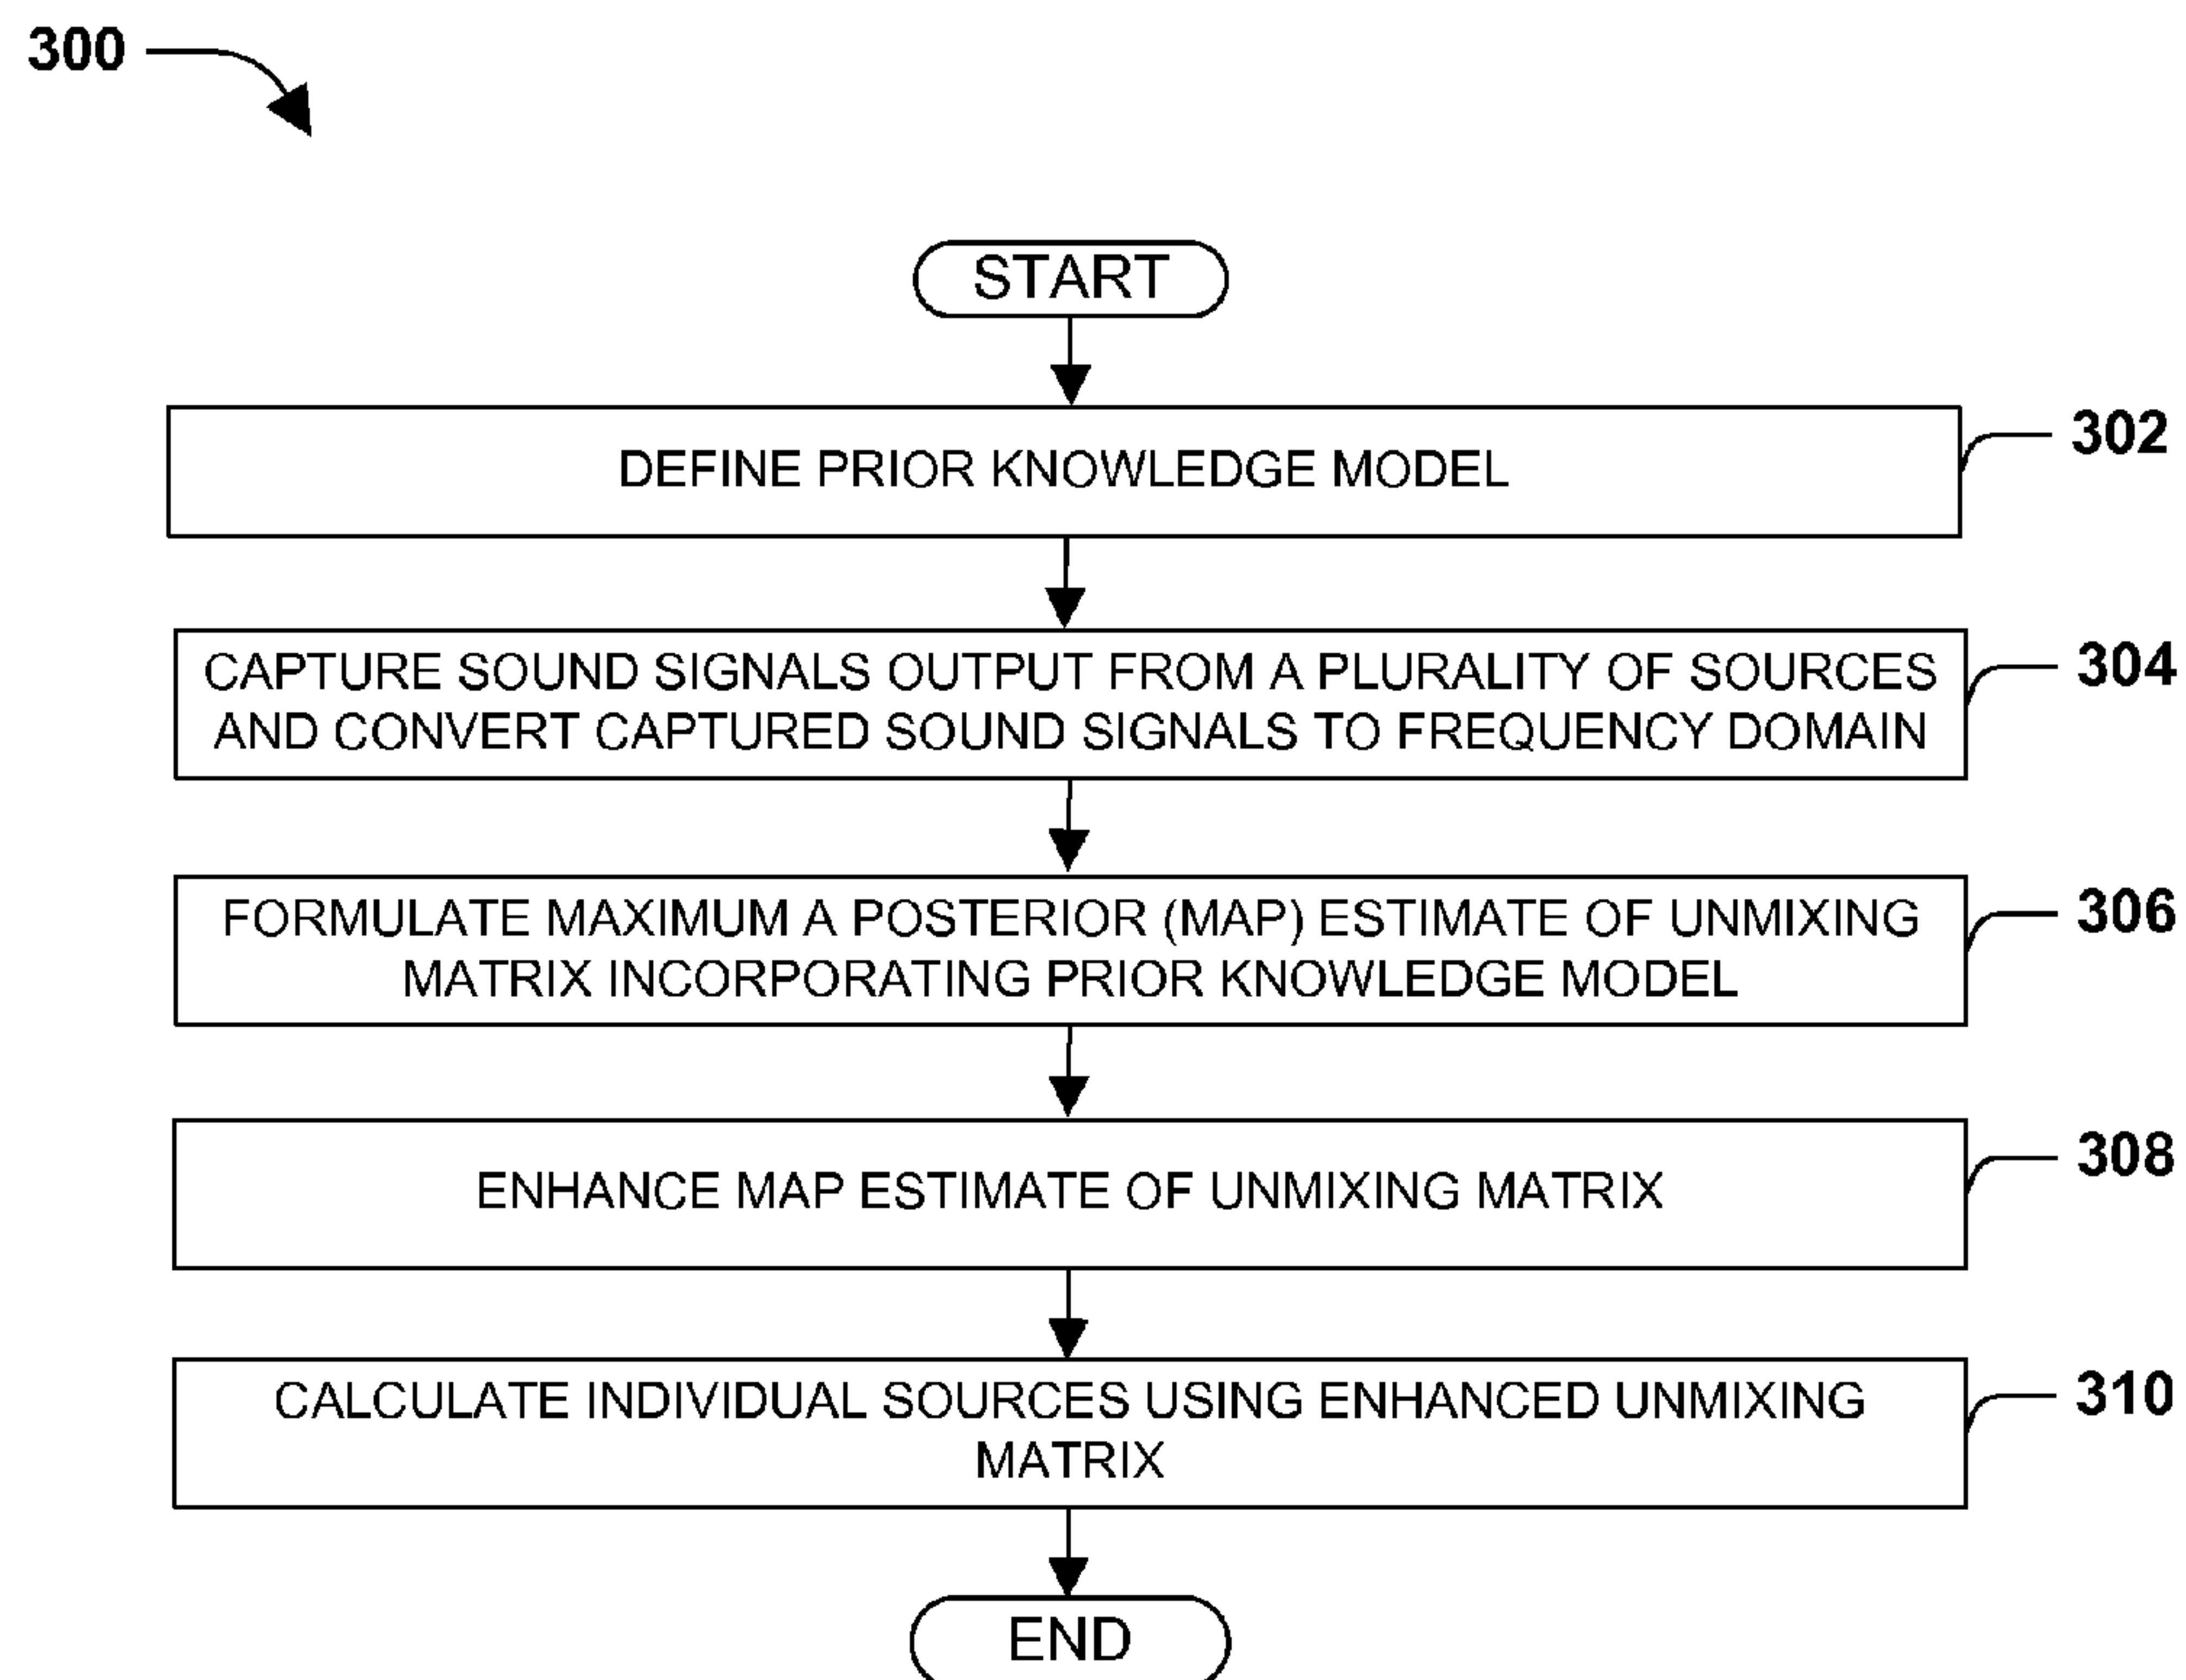 300
START
DEFINE PRIOR KNOWLEDGE MODEL
302
CAPTURE SOUND SIGNALS OUTPUT FROM A PLURALITY OF SOURCES
AND CONVERT CAPTURED SOUND SIGNALS TO FREQUENCY DOMAIN
304
FORMULATE MAXIMUM A POSTERIOR (MAP) ESTIMATE OF UNMIXING
MATRIX INCORPORATING PRIOR KNOWLEDGE MODEL
306
ENHANCE MAP ESTIMATE OF UNMIXING MATRIX
308
CALCULATE INDIVIDUAL SOURCES USING ENHANCED UNMIXING
MATRIX
310
END